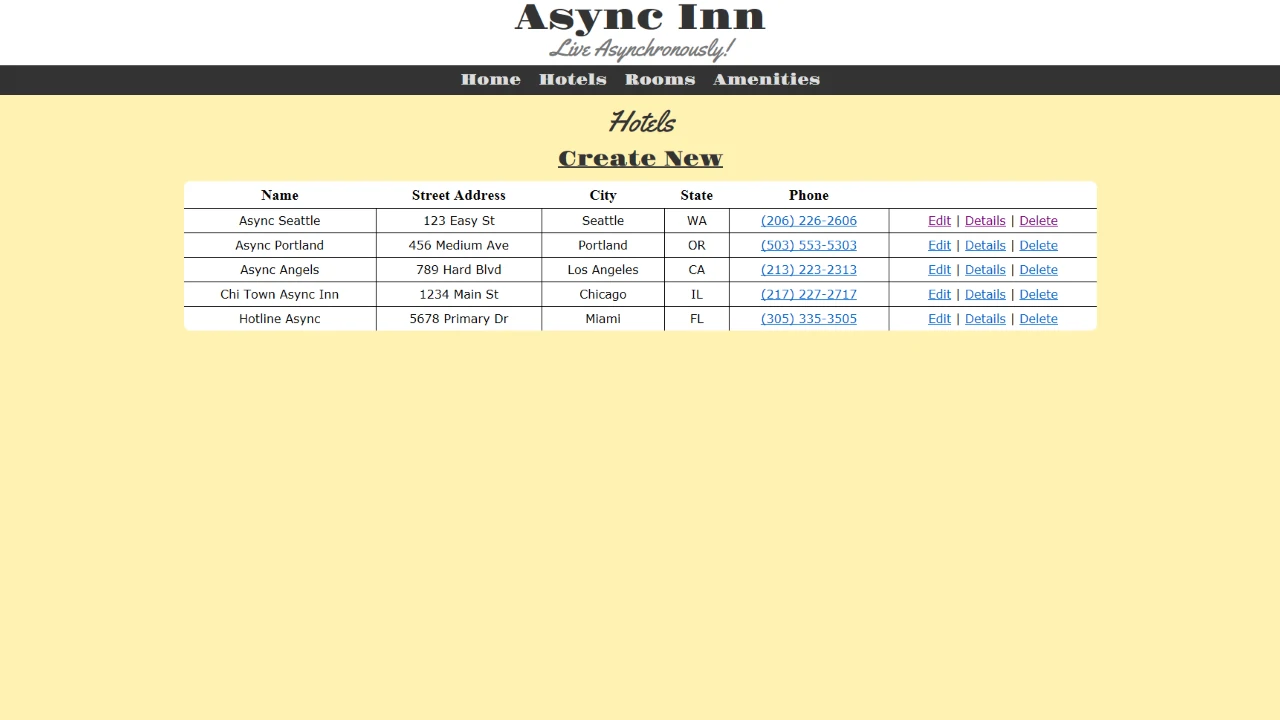 Async Inn
Live Asynchronously!
Home Hotels Rooms Amenities
Hotels
Create New
Name Street Address City State Phone
Async Seattle 123 Easy St Seattle WA (206) 226-2606 Edit | Details | Delete
Async Portland 456 Medium Ave Portland OR (503) 553-5303 Edit | Details | Delete
Async Angels 789 Hard Blvd Los Angeles CA (213) 223-2313 Edit | Details | Delete
Chi Town Async Inn 1234 Main St Chicago IL (217) 227-2717 Edit | Details | Delete
Hotline Async 5678 Primary Dr Miami FL (305) 335-3505 Edit | Details | Delete